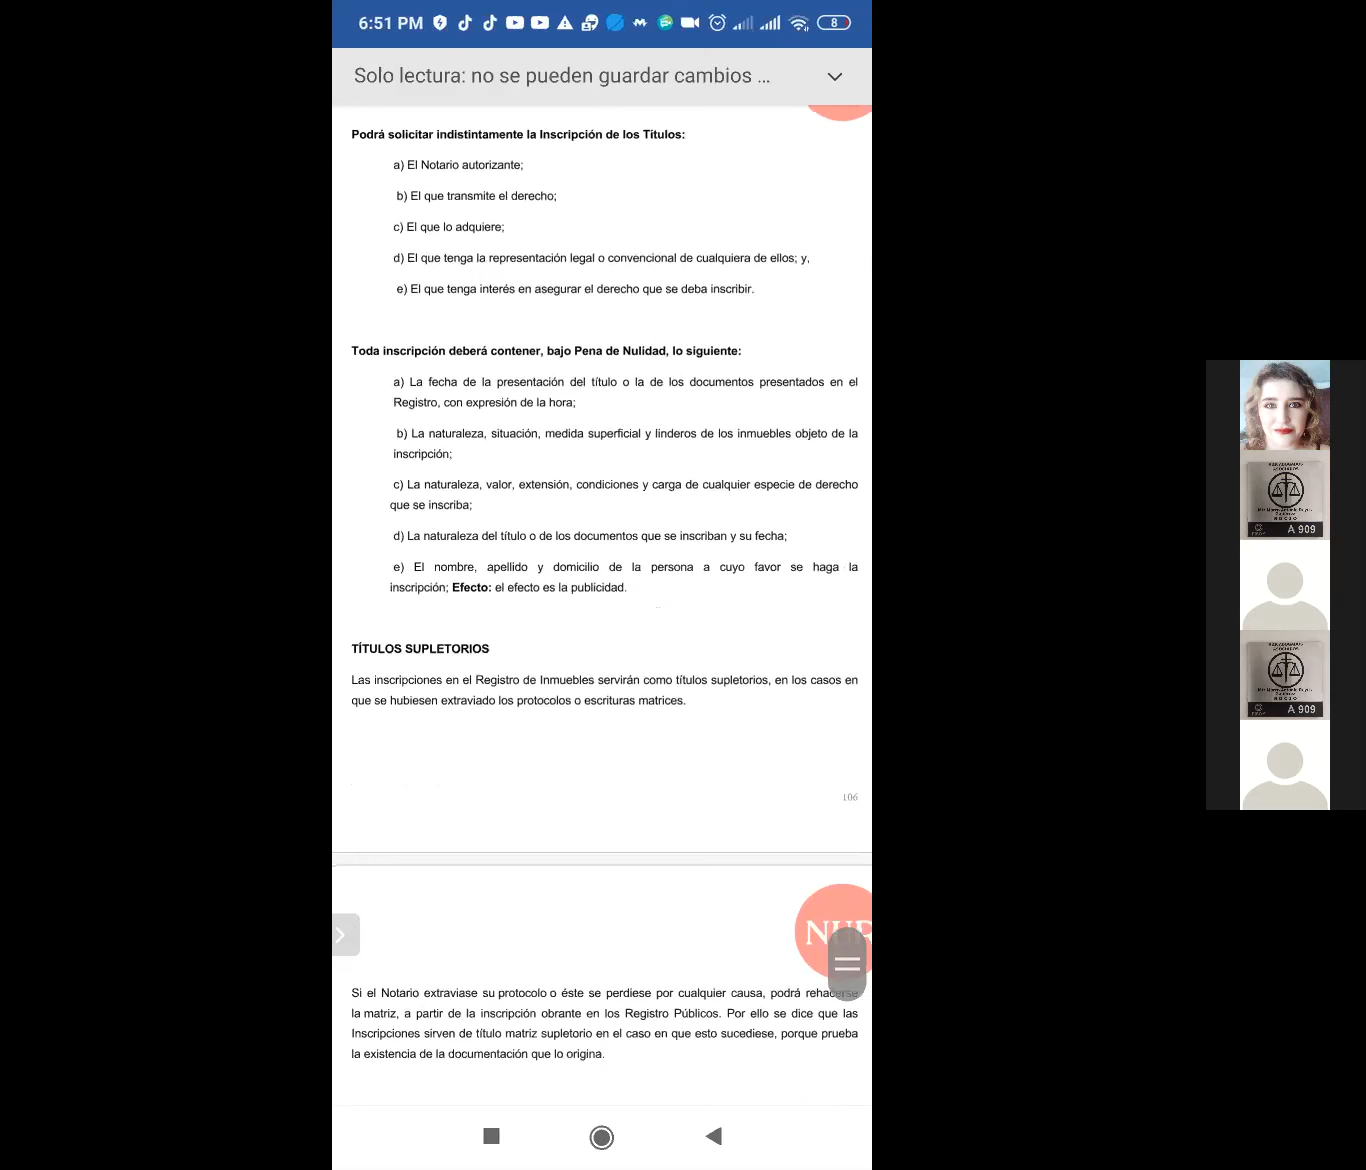 6:51 PM
8
Solo lectura: no se pueden guardar cambios ...
Podrá solicitar indistintamente la Inscripción de los Títulos:
a) El Notario autorizante;
b) El que transmite el derecho;
c) El que lo adquiere;
d) El que tenga la representación legal o convencional de cualquiera de ellos; y,
e) El que tenga interés en asegurar el derecho que se deba inscribir.
Toda inscripción deberá contener, bajo Pena de Nulidad, lo siguiente:
a) La fecha de la presentación del título o la de los documentos presentados en el
Registro, con expresión de la hora;
b) La naturaleza, situación, medida superficial y linderos de los inmuebles objeto de la
inscripción;
c) La naturaleza, valor, extensión, condiciones y carga de cualquier especie de derecho
que se inscriba;
d) La naturaleza del título o de los documentos que se inscriban y su fecha;
e) El nombre, apellido y domicilio de la persona a cuyo favor se haga la
inscripción; Efecto: el efecto es la publicidad.
TÍTULOS SUPLETORIOS
Las inscripciones en el Registro de Inmuebles servirán como títulos supletorios, en los casos en
que se hubiesen extraviado los protocolos o escrituras matrices.
106
NUR
Si el Notario extraviase su protocolo o éste se perdiese por cualquier causa, podrá rehacerse
la matriz, a partir de la inscripción obrante en los Registro Públicos. Por ello se dice que las
Inscripciones sirven de título matriz supletorio en el caso en que esto sucediese, porque prueba
la existencia de la documentación que lo origina.
ASOCIADOS
A 909
ASOCIADOS
A 909